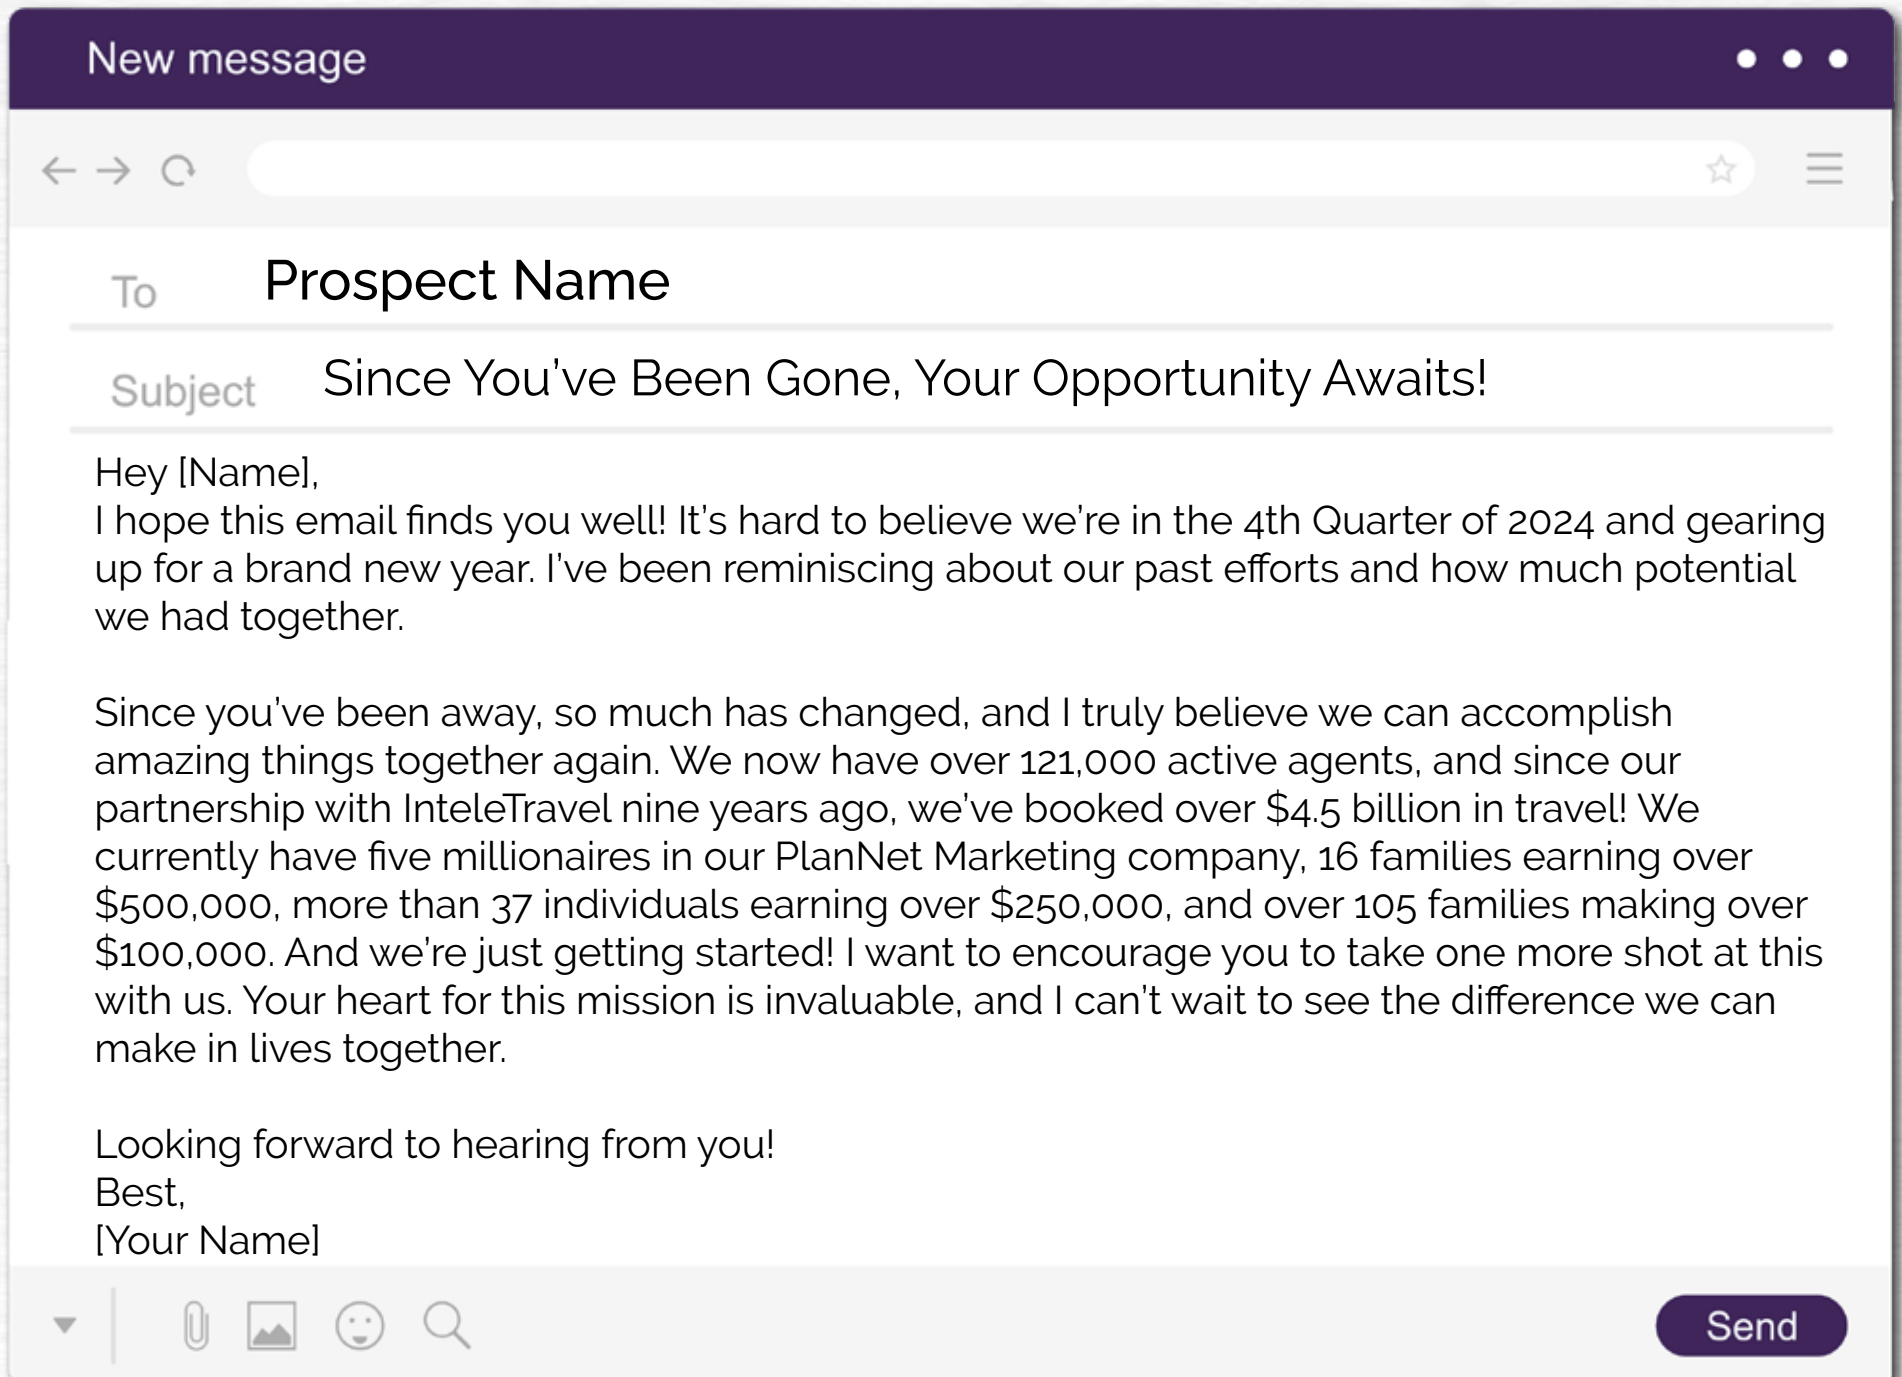 New message
To Prospect Name
Subject Since You’ve Been Gone, Your Opportunity Awaits!
Hey [Name],
I hope this email finds you well! It’s hard to believe we’re in the 4th Quarter of 2024 and gearing
up for a brand new year. I’ve been reminiscing about our past efforts and how much potential
we had together.
Since you’ve been away, so much has changed, and I truly believe we can accomplish
amazing things together again. We now have over 121,000 active agents, and since our
partnership with InteleTravel nine years ago, we’ve booked over $4.5 billion in travel! We
currently have five millionaires in our PlanNet Marketing company, 16 families earning over
$500,000, more than 37 individuals earning over $250,000, and over 105 families making over
$100,000. And we’re just getting started! I want to encourage you to take one more shot at this
with us. Your heart for this mission is invaluable, and I can’t wait to see the difference we can
make in lives together.
Looking forward to hearing from you!
Best,
[Your Name]
Send